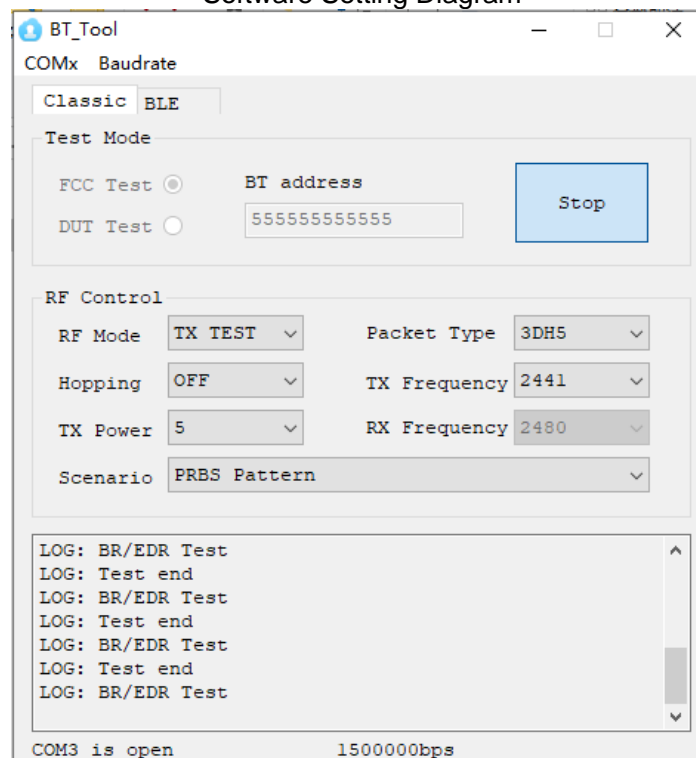 Software Setting Diagram
BT_Tool
COMx Baudrate
Classic BLE
Test Mode
FCC Test BT address
Stop
DUT Test 555555555555
RF Control
RF Mode TX TEST Packet Type 3DH5
Hopping OFF TX Frequency 2441
TX Power 5 RX Frequency 2480
Scenario PRBS Pattern
LOG: BR/EDR Test
LOG: Test end
LOG: BR/EDR Test
LOG: Test end
LOG: BR/EDR Test
LOG: Test end
LOG: BR/EDR Test
COM3 is open 1500000bps